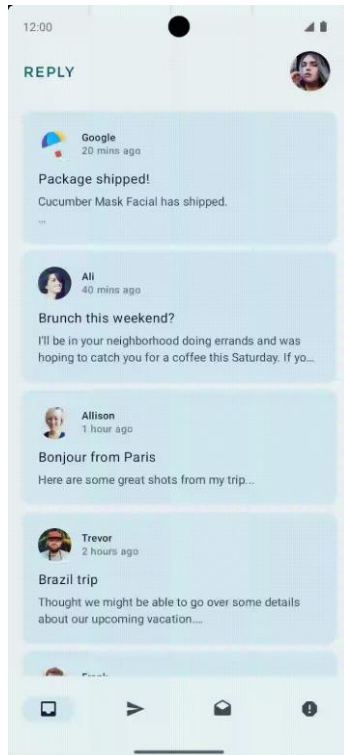 12:00
REPLY
Google
20 mins ago
Package shipped!
Cucumber Mask Facial has shipped.
...
Ali
40 mins ago
Brunch this weekend?
I'll be in your neighborhood doing errands and was
hoping to catch you for a coffee this Saturday. If yo...
Allison
1 hour ago
Bonjour from Paris
Here are some great shots from my trip...
Trevor
2 hours ago
Brazil trip
Thought we might be able to go over some details
about our upcoming vacation....